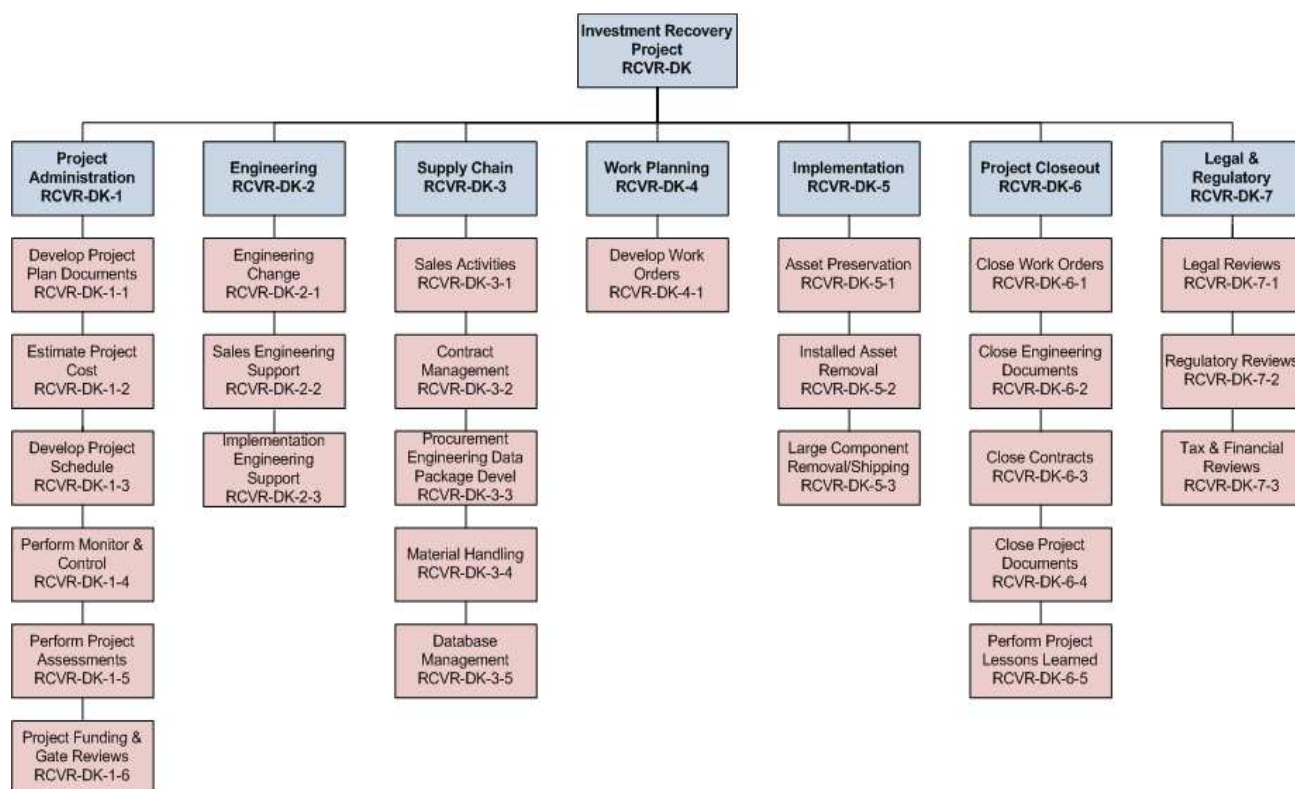 Investment Recovery
Project
RCVR-DK
Project
Administration
RCVR-DK-1
Develop Project
Plan Documents
RCVR-DK-1-1
Estimate Project
Cost
RCVR-DK-1-2
Develop Project
Schedule
RCVR-DK-1-3
Perform Monitor &
Control
RCVR-DK-1-4
Perform Project
Assessments
RCVR-DK-1-5
Project Funding &
Gate Reviews
RCVR-DK-1-6
Engineering
RCVR-DK-2
Engineering
Change
RCVR-DK-2-1
Sales Engineering
Support
RCVR-DK-2-2
Implementation
Engineering
Support
RCVR-DK-2-3
Supply Chain
RCVR-DK-3
Sales Activities
RCVR-DK-3-1
Contract
Management
RCVR-DK-3-2
Procurement
Engineering Data
Package Devel
RCVR-DK-3-3
Material Handling
RCVR-DK-3-4
Database
Management
RCVR-DK-3-5
Work Planning
RCVR-DK-4
Develop Work
Orders
RCVR-DK-4-1
Implementation
RCVR-DK-5
Asset Preservation
RCVR-DK-5-1
Installed Asset
Removal
RCVR-DK-5-2
Large Component
Removal/Shipping
RCVR-DK-5-3
Project Closeout
RCVR-DK-6
Close Work Orders
RCVR-DK-6-1
Close Engineering
Documents
RCVR-DK-6-2
Close Contracts
RCVR-DK-6-3
Close Project
Documents
RCVR-DK-6-4
Perform Project
Lessons Learned
RCVR-DK-6-5
Legal &
Regulatory
RCVR-DK-7
Legal Reviews
RCVR-DK-7-1
Regulatory Reviews
RCVR-DK-7-2
Tax & Financial
Reviews
RCVR-DK-7-3